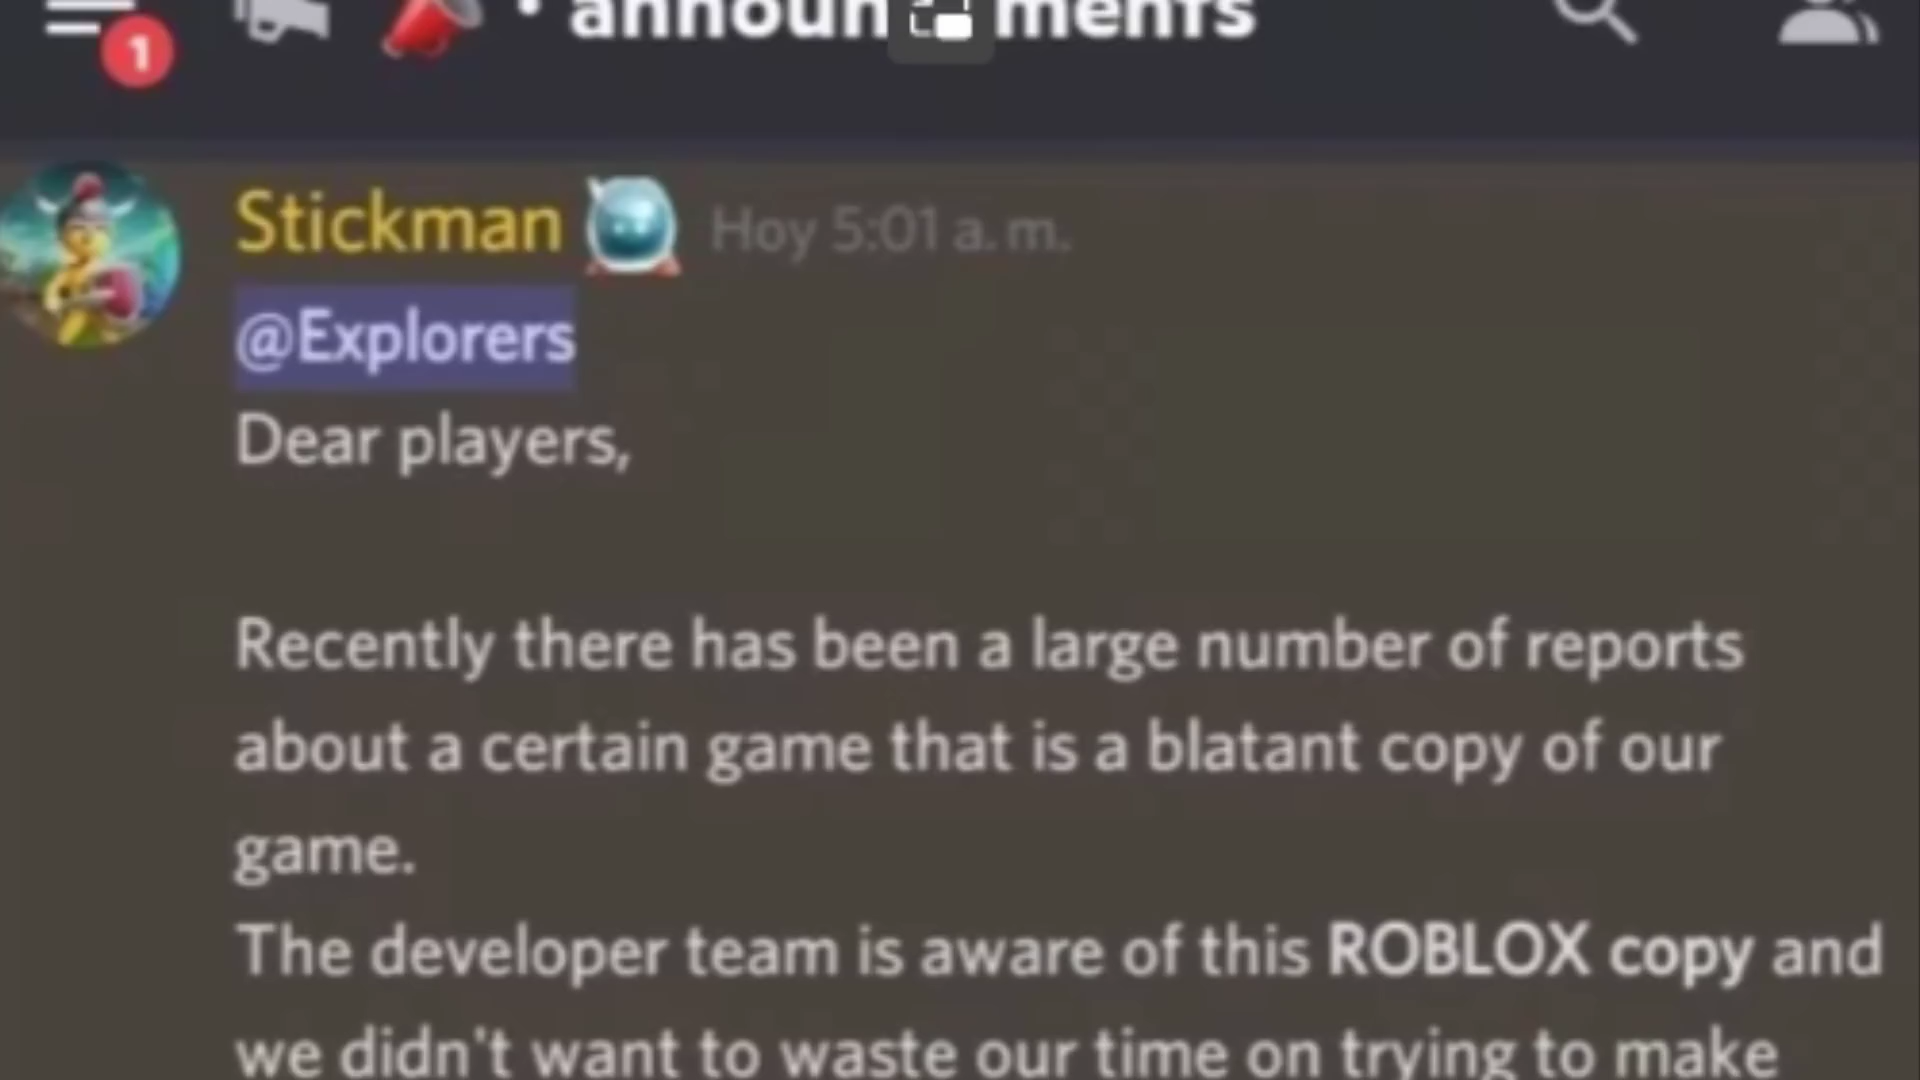 1
Stickman Hoy 5:01 a. m.
@Explorers
Dear players,
Recently there has been a large number of reports
about a certain game that is a blatant copy of our
game.
The developer team is aware of this ROBLOX copy and
we didn't want to waste our time on trying to make